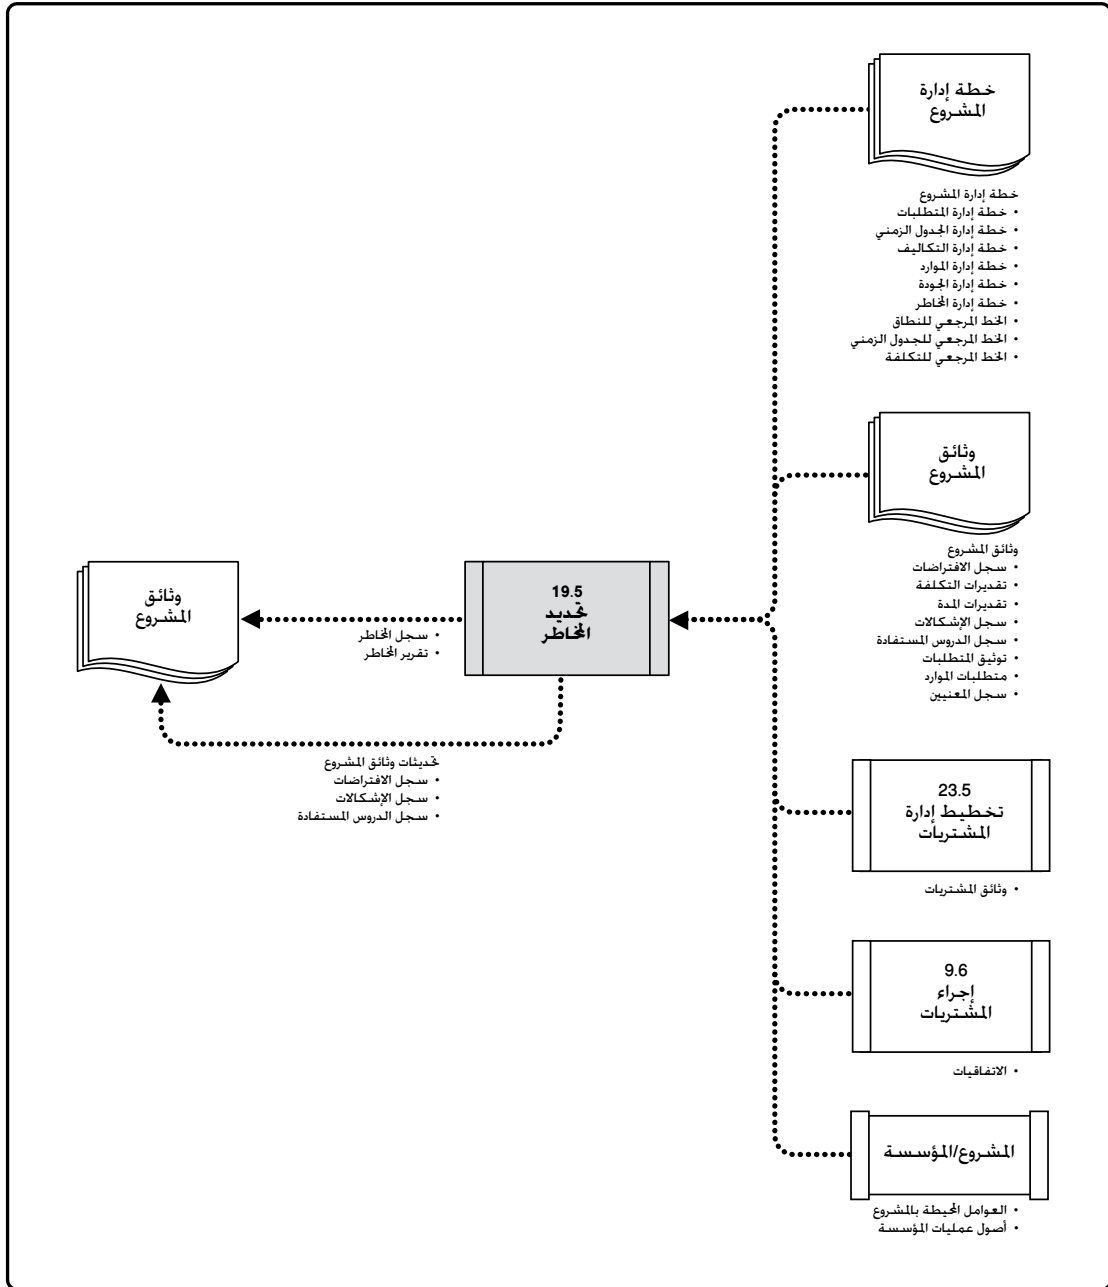 خطة إدارة
المشروع
خطة إدارة المشروع
• خطة إدارة المتطلبات
• خطة إدارة الجدول الزمني
• خطة إدارة التكاليف
• خطة إدارة الموارد
• خطة إدارة الجودة
• خطة إدارة المخاطر
• الخط المرجعي للنطاق
• الخط المرجعي للجدول الزمني
• الخط المرجعي للتكلفة
وثائق
المشروع
وثائق المشروع
• سجل الافتراضات
• تقديرات التكلفة
• تقديرات المدة
• سجل الإشكالات
• سجل الدروس المستفادة
• توثيق المتطلبات
• متطلبات الموارد
• سجل المعنيين
23.5
تخطيط إدارة
المشتريات
• وثائق المشتريات
9.6
إجراء
المشتريات
• الاتفاقيات
المشروع/المؤسسة
• العوامل المحيطة بالمشروع
• أصول عمليات المؤسسة
19.5
تحديد
المخاطر
• سجل المخاطر
• تقرير المخاطر
وثائق
المشروع
تحديثات وثائق المشروع
• سجل الافتراضات
• سجل الإشكالات
• سجل الدروس المستفادة